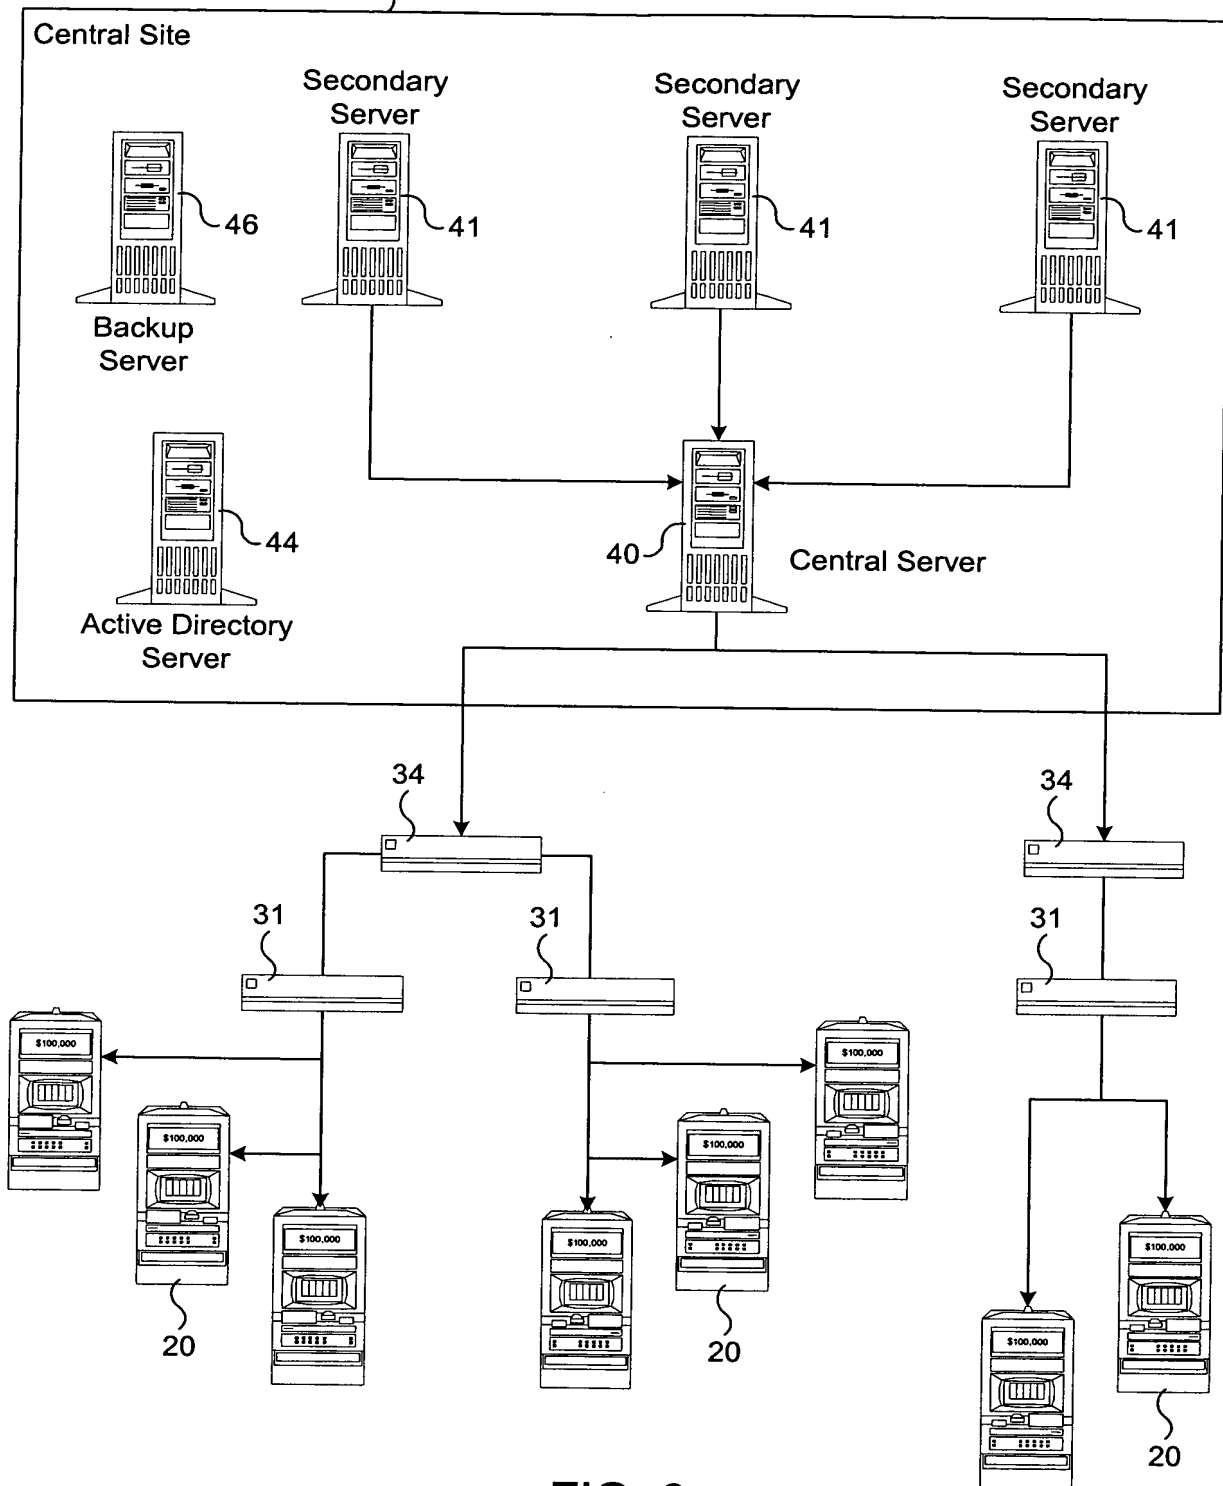 Central Site
Secondary
Server
Secondary
Server
Secondary
Server
46
41
41
41
Backup
Server
44
40
Central Server
Active Directory
Server
34
34
31
31
31
$100,000
$100,000
$100,000
$100,000
$100,000
$100,000
$100,000
$100,000
20
20
20